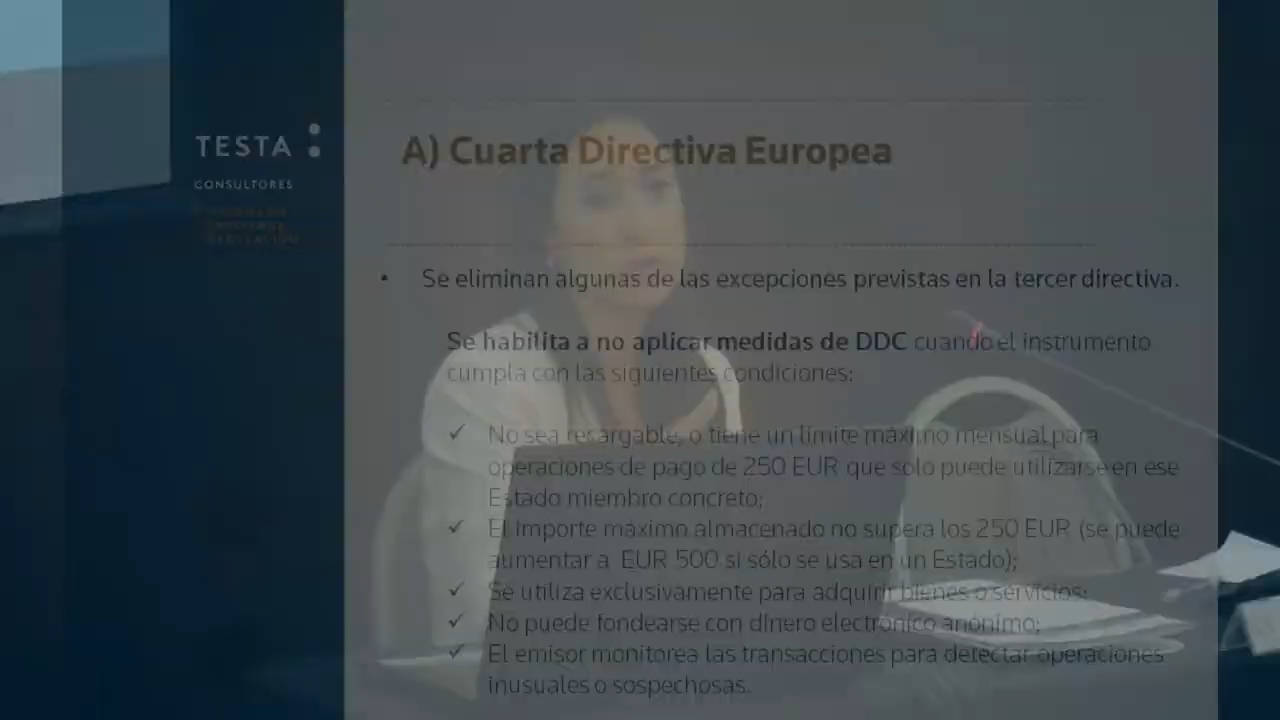 TESTA
CONSULTORES
A) Cuarta Directiva Europea
• Se eliminan algunas de las excepciones previstas en la tercer directiva.
Se habilita a no aplicar medidas de DDC cuando el instrumento
cumpla con las siguientes condiciones:
✓ No sea recargable, o tiene un límite máximo mensual para
operaciones de pago de 250 EUR que solo puede utilizarse en ese
Estado miembro concreto;
✓ El importe máximo almacenado no supera los 250 EUR (se puede
aumentar a EUR 500 si sólo se usa en un Estado);
✓ Se utiliza exclusivamente para adquirir bienes o servicios;
✓ No puede fondearse con dinero electrónico anónimo;
✓ El emisor monitorea las transacciones para detectar operaciones
inusuales o sospechosas.